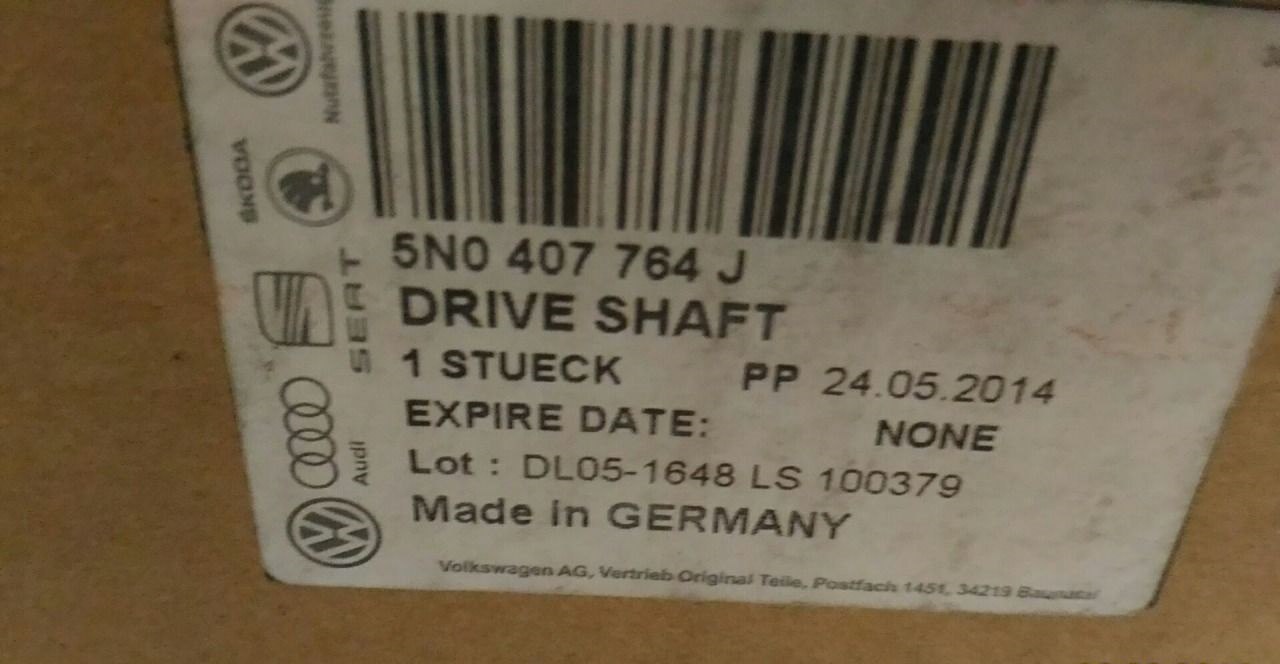 Nutzfahrzeuge
ŠKODA
SEAT
Audi
5N0 407 764 J
DRIVE SHAFT
1 STUECK PP 24.05.2014
EXPIRE DATE: NONE
Lot : DL05-1648 LS 100379
Made in GERMANY
Volkswagen AG, Vertrieb Original Teile, Postfach 1451, 34219 Baunatal